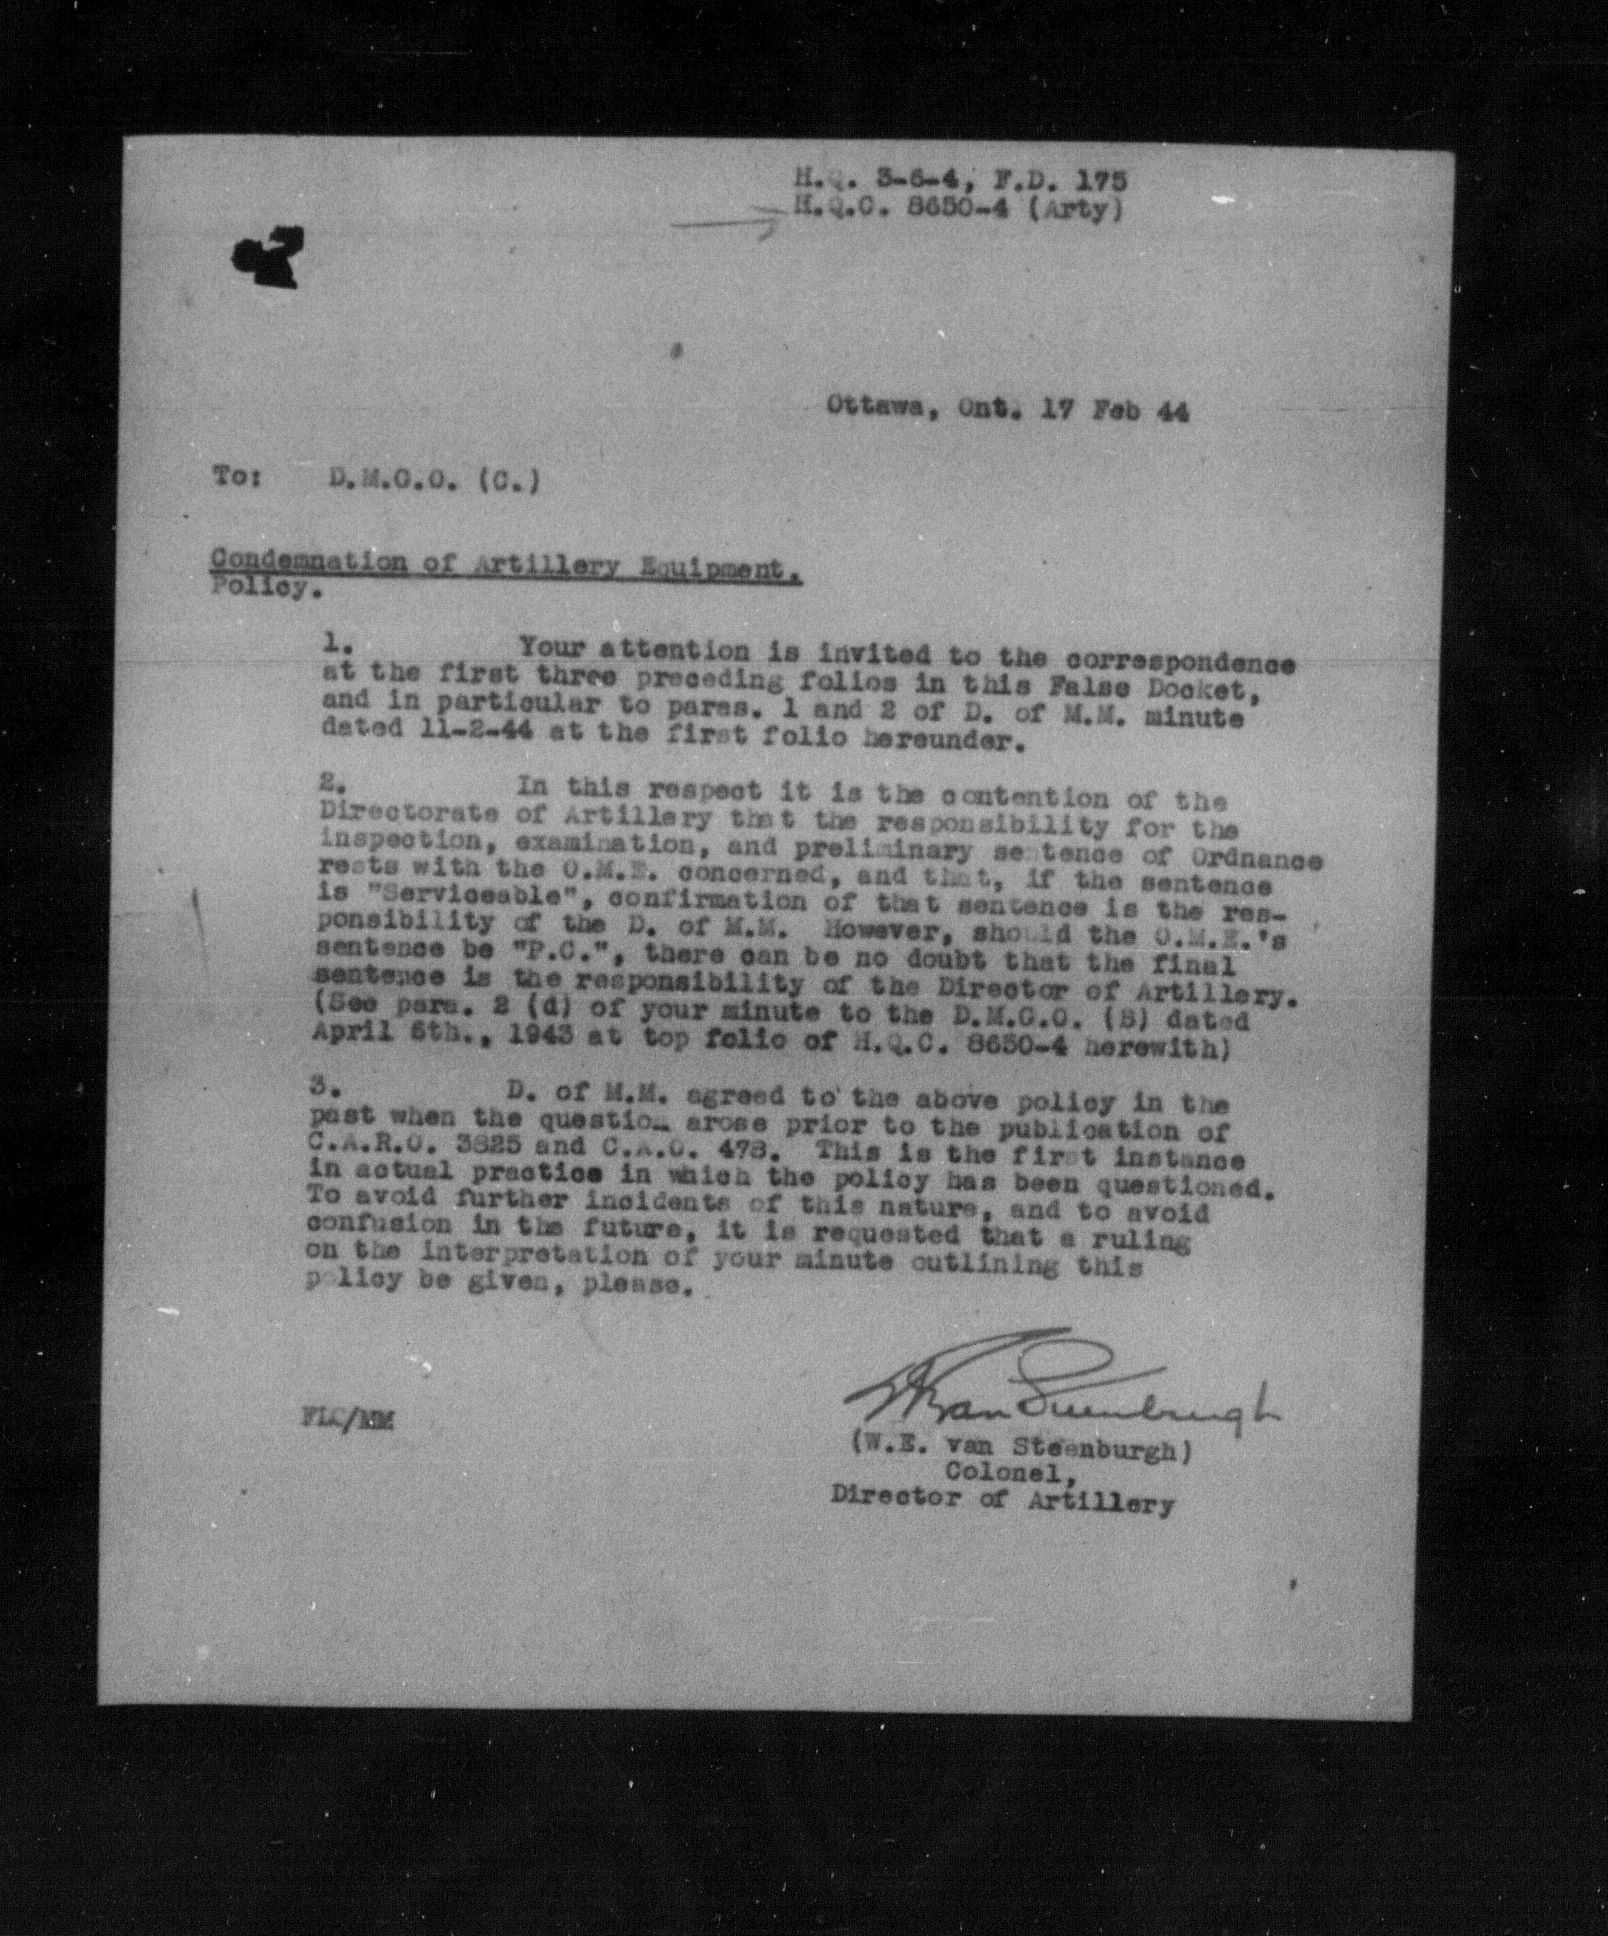 H.Q. 3-6-4, F.D. 175
H.Q.C. 8650-4 (Arty)
Ottawa, Ont. 17 Feb 44
To: D.M.G.O. (C.)
Condemnation of Artillery Equipment.
Policy.
1. Your attention is invited to the correspondence
at the first three preceding folios in this False Docket,
and in particular to paras. 1 and 2 of D. of M.M. minute
dated 11-2-44 at the first folio hereunder.
2. In this respect it is the contention of the
Directorate of Artillery that the responsibility for the
inspection, examination, and preliminary sentence of Ordnance
rests with the O.M.E. concerned, and that, if the sentence
is "Serviceable", confirmation of that sentence is the res-
ponsibility of the D. of M.M. However, should the O.M.E.'s
sentence be "P.C.", there can be no doubt that the final
sentence is the responsibility of the Director of Artillery.
(See para. 2 (d) of your minute to the D.M.G.O. (B) dated
April 6th., 1943 at top folio of H.Q.C. 8650-4 herewith)
3. D. of M.M. agreed to the above policy in the
past when the question arose prior to the publication of
C.A.R.O. 3825 and C.A.O. 478. This is the first instance
in actual practice in which the policy has been questioned.
To avoid further incidents of this nature, and to avoid
confusion in the future, it is requested that a ruling
on the interpretation of your minute outlining this
policy be given, please.
WEvan Steenburgh
FLC/MM
(W.E. van Steenburgh)
Colonel,
Director of Artillery